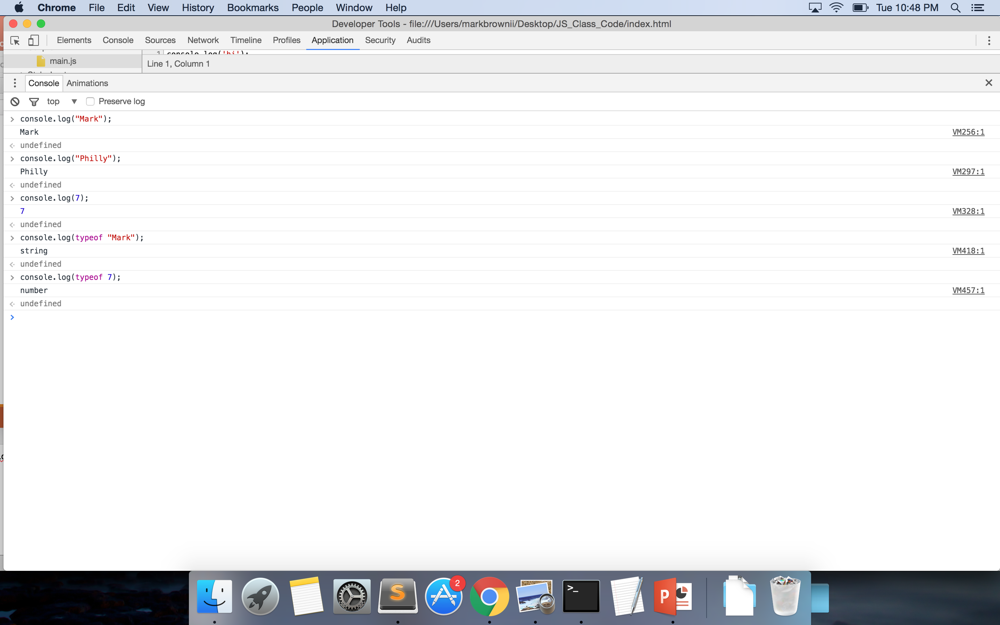 Chrome File Edit View History Bookmarks People Window Help Tue 10:48 PM
Developer Tools - file:///Users/markbrownii/Desktop/JS_Class_Code/index.html
Elements Console Sources Network Timeline Profiles Application Security Audits
1 console.log('hi');
main.js
Line 1, Column 1
Console Animations
top Preserve log
> console.log("Mark");
Mark VM256:1
undefined
> console.log("Philly");
Philly VM297:1
undefined
> console.log(7);
7 VM328:1
undefined
> console.log(typeof "Mark");
string VM418:1
undefined
> console.log(typeof 7);
number VM457:1
undefined
>
S
2
>_
P